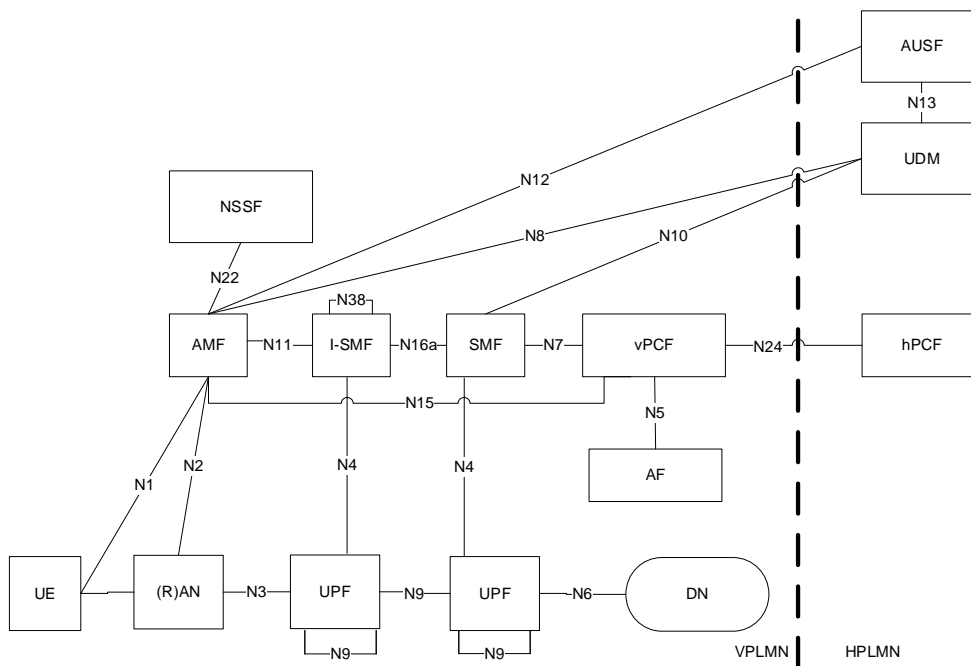 AUSF
N13
UDM
N12
NSSF
N8
N10
N22
N38
AMF
N11
I-SMF
N16a
SMF
N7
vPCF
N24
hPCF
N15
N5
N2
N4
N4
AF
N1
UE
(R)AN
N3
UPF
N9
UPF
N6
DN
N9
N9
VPLMN
HPLMN